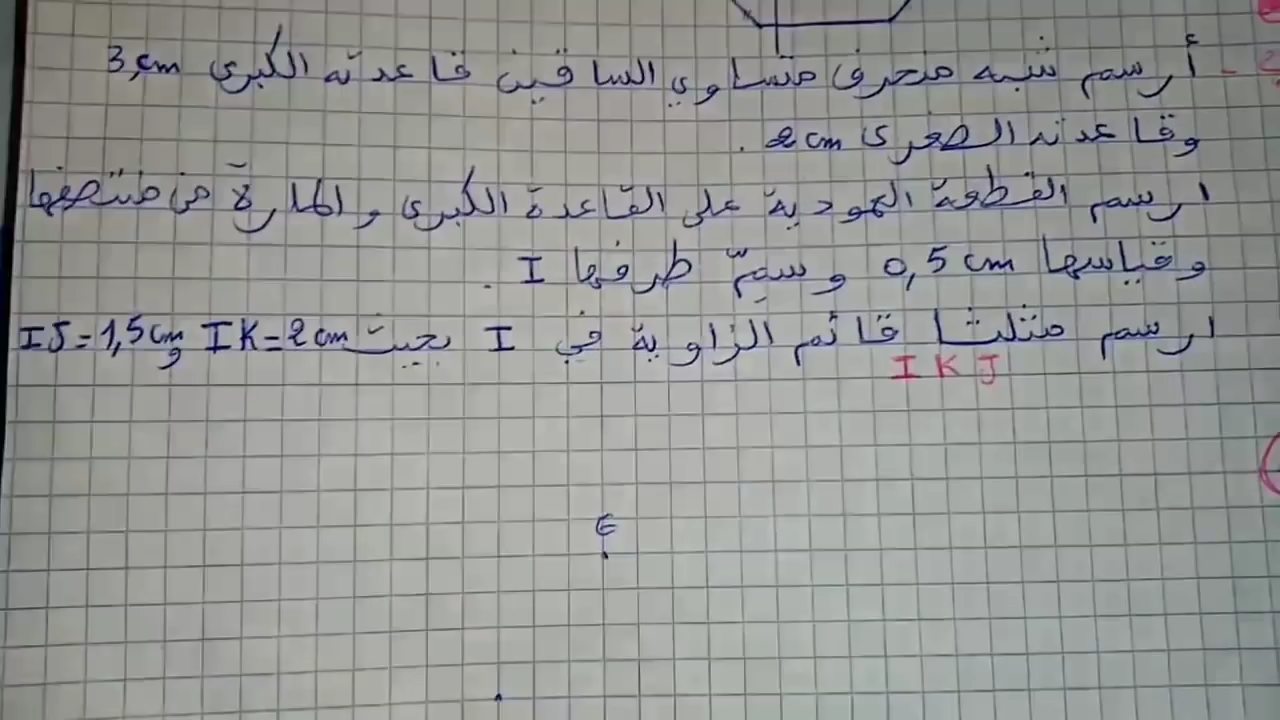 2 - أرسم شبه منحرف متساوي الساقين قاعدته الكبرى 3cm
وقاعدته الصغرى 2cm .
ارسم القطعة العمودية على القاعدة الكبرى والمارة من منتصفها
وقياسها 0,5 cm وسمّ طرفها I .
ارسم مثلثا قائم الزاوية في I بحيث IK=2cm و IJ=1,5cm
I K J
E